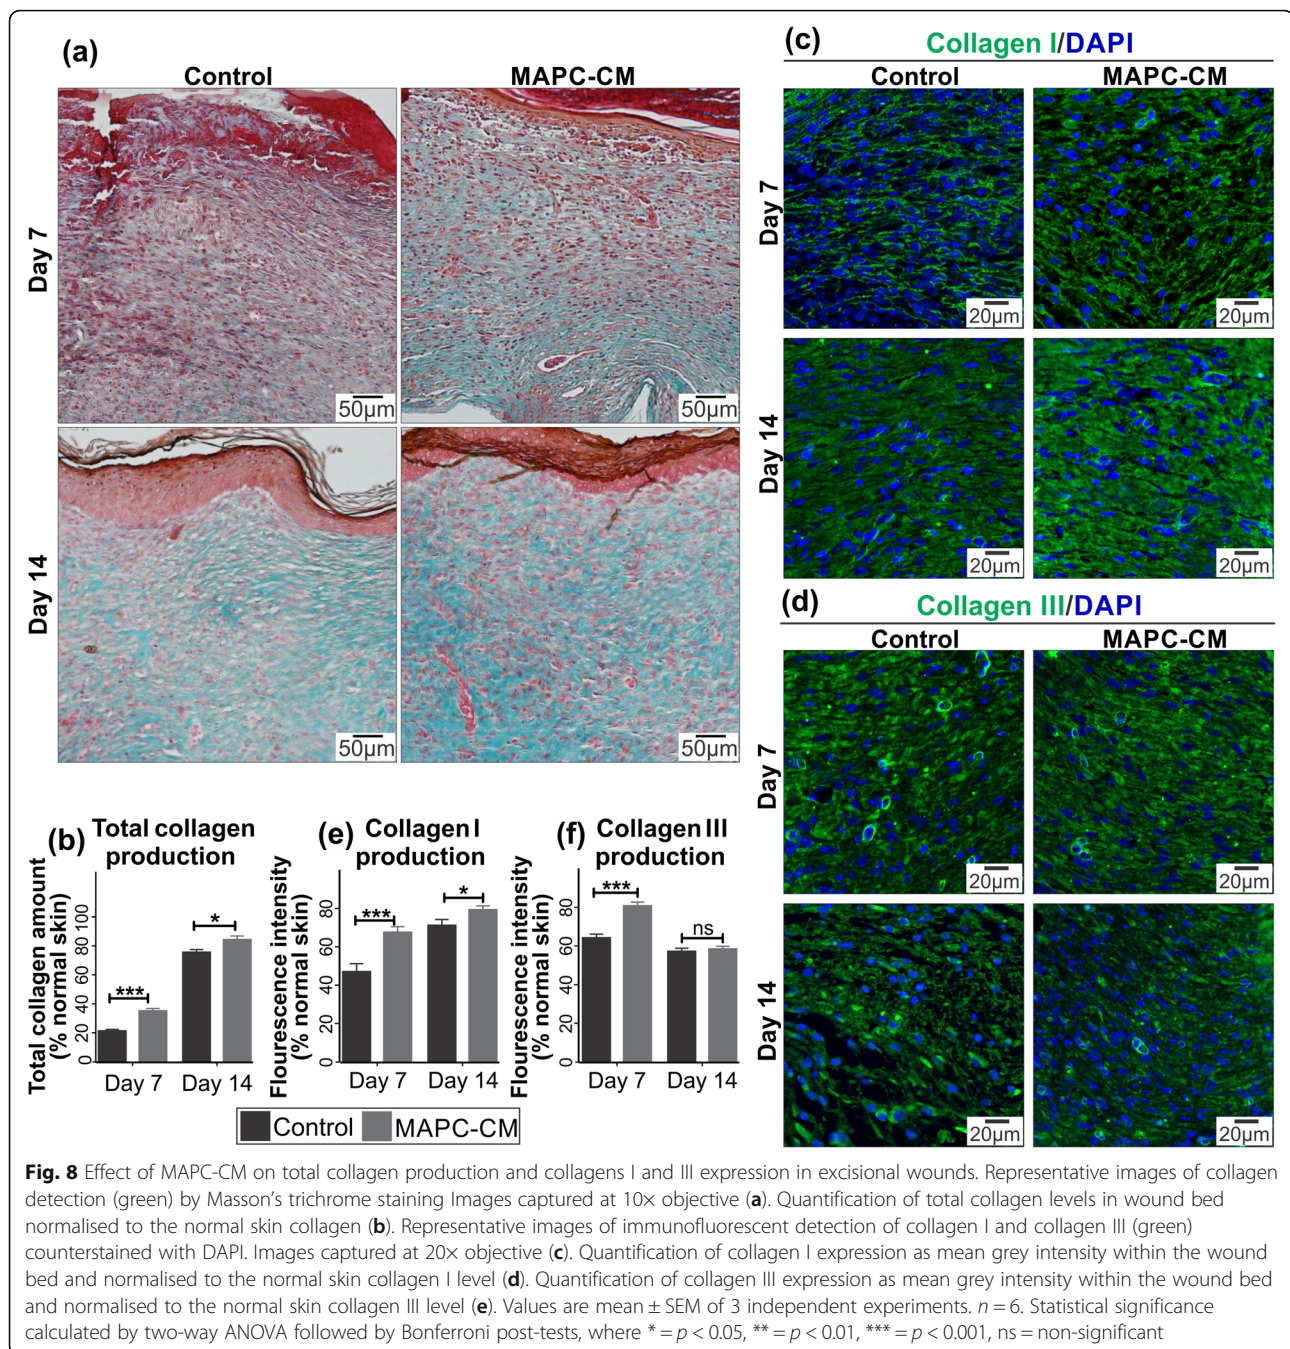 (a)
Control MAPC-CM
Day 7
50µm 50µm
Day 14
50µm 50µm
(c) Collagen I/DAPI
Control MAPC-CM
Day 7
20µm 20µm
Day 14
20µm 20µm
(d) Collagen III/DAPI
Control MAPC-CM
Day 7
20µm 20µm
Day 14
20µm 20µm
(b) Total collagen
production
Total collagen amount
(% normal skin)
0 20 40 60 80 100
*** *
Day 7 Day 14
(e) Collagen I
production
Flourescence intensity
(% normal skin)
0 20 40 60 80
*** *
Day 7 Day 14
(f) Collagen III
production
Flourescence intensity
(% normal skin)
0 20 40 60 80
*** ns
Day 7 Day 14
Control MAPC-CM
Fig. 8 Effect of MAPC-CM on total collagen production and collagens I and III expression in excisional wounds. Representative images of collagen
detection (green) by Masson’s trichrome staining Images captured at 10× objective (a). Quantification of total collagen levels in wound bed
normalised to the normal skin collagen (b). Representative images of immunofluorescent detection of collagen I and collagen III (green)
counterstained with DAPI. Images captured at 20× objective (c). Quantification of collagen I expression as mean grey intensity within the wound
bed and normalised to the normal skin collagen I level (d). Quantification of collagen III expression as mean grey intensity within the wound bed
and normalised to the normal skin collagen III level (e). Values are mean ± SEM of 3 independent experiments. n = 6. Statistical significance
calculated by two-way ANOVA followed by Bonferroni post-tests, where * = p < 0.05, ** = p < 0.01, *** = p < 0.001, ns = non-significant